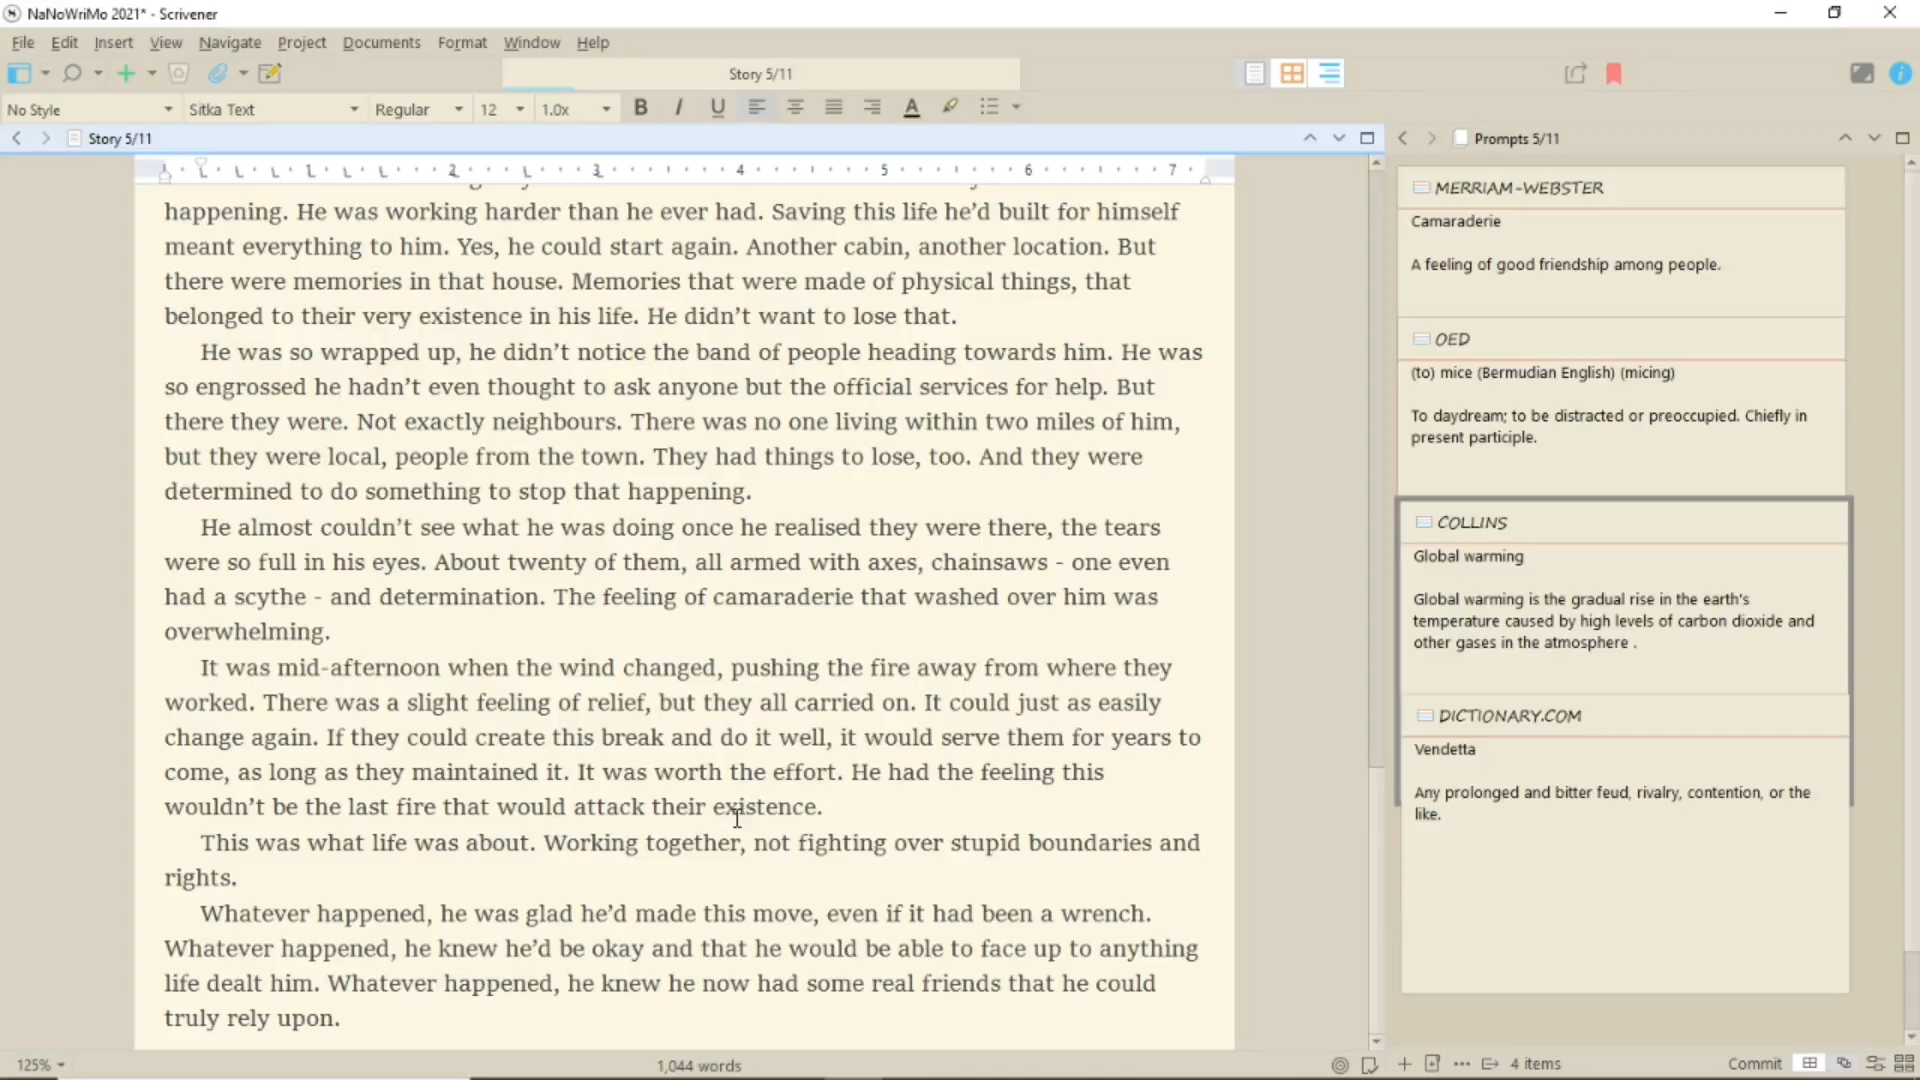 NaNoWriMo 2021* - Scrivener
File Edit Insert View Navigate Project Documents Format Window Help
Story 5/11
No Style Sitka Text Regular 12 1.0x B I U A
Story 5/11
Prompts 5/11
1 2 3 4 5 6 7
happening. He was working harder than he ever had. Saving this life he’d built for himself
meant everything to him. Yes, he could start again. Another cabin, another location. But
there were memories in that house. Memories that were made of physical things, that
belonged to their very existence in his life. He didn’t want to lose that.
He was so wrapped up, he didn’t notice the band of people heading towards him. He was
so engrossed he hadn’t even thought to ask anyone but the official services for help. But
there they were. Not exactly neighbours. There was no one living within two miles of him,
but they were local, people from the town. They had things to lose, too. And they were
determined to do something to stop that happening.
He almost couldn’t see what he was doing once he realised they were there, the tears
were so full in his eyes. About twenty of them, all armed with axes, chainsaws - one even
had a scythe - and determination. The feeling of camaraderie that washed over him was
overwhelming.
It was mid-afternoon when the wind changed, pushing the fire away from where they
worked. There was a slight feeling of relief, but they all carried on. It could just as easily
change again. If they could create this break and do it well, it would serve them for years to
come, as long as they maintained it. It was worth the effort. He had the feeling this
wouldn’t be the last fire that would attack their existence.
This was what life was about. Working together, not fighting over stupid boundaries and
rights.
Whatever happened, he was glad he’d made this move, even if it had been a wrench.
Whatever happened, he knew he’d be okay and that he would be able to face up to anything
life dealt him. Whatever happened, he knew he now had some real friends that he could
truly rely upon.
MERRIAM-WEBSTER
Camaraderie
A feeling of good friendship among people.
OED
(to) mice (Bermudian English) (micing)
To daydream; to be distracted or preoccupied. Chiefly in
present participle.
COLLINS
Global warming
Global warming is the gradual rise in the earth's
temperature caused by high levels of carbon dioxide and
other gases in the atmosphere .
DICTIONARY.COM
Vendetta
Any prolonged and bitter feud, rivalry, contention, or the
like.
125%
1,044 words
4 items
Commit